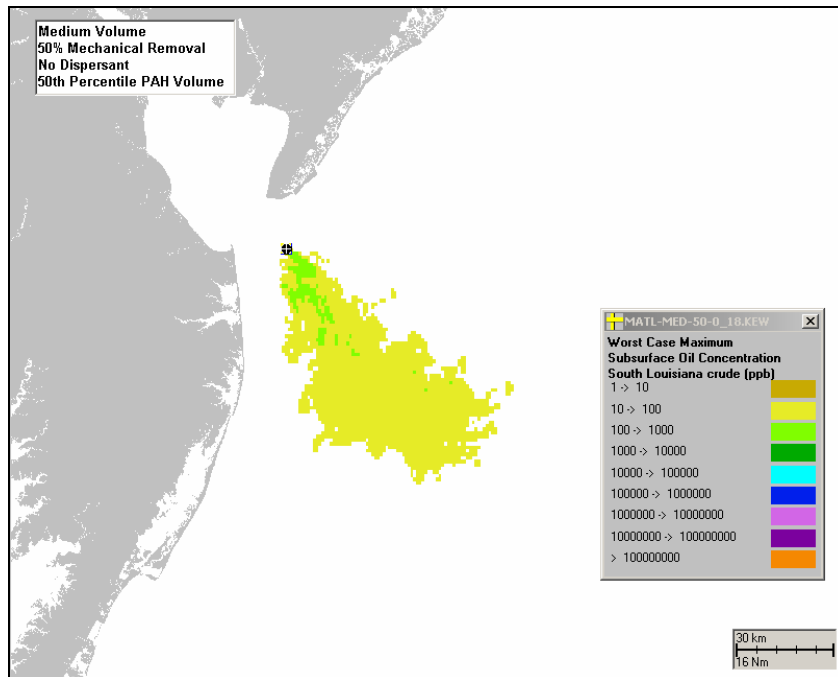 Medium Volume
50% Mechanical Removal
No Dispersant
50th Percentile PAH Volume
MATL-MED-50-0_18.KEW
Worst Case Maximum
Subsurface Oil Concentration
South Louisiana crude (ppb)
1 -> 10
10 -> 100
100 -> 1000
1000 -> 10000
10000 -> 100000
100000 -> 1000000
1000000 -> 10000000
10000000 -> 100000000
> 100000000
30 km
16 Nm